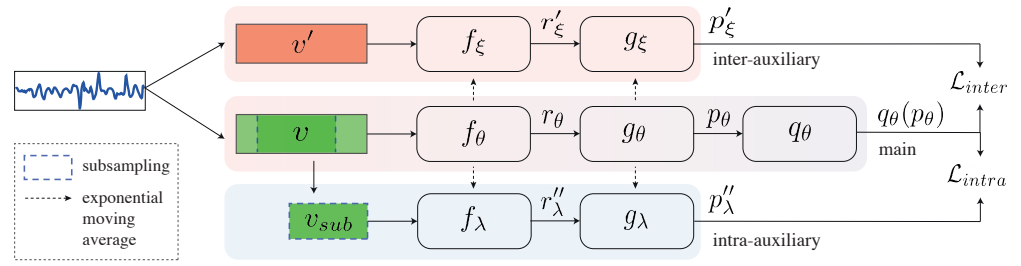 v′ f_ξ r′_ξ g_ξ p′_ξ
inter-auxiliary
ℒ_inter
v f_θ r_θ g_θ p_θ q_θ q_θ(p_θ)
main
ℒ_intra
subsampling
exponential
moving
average
v_sub f_λ r″_λ g_λ p″_λ
intra-auxiliary